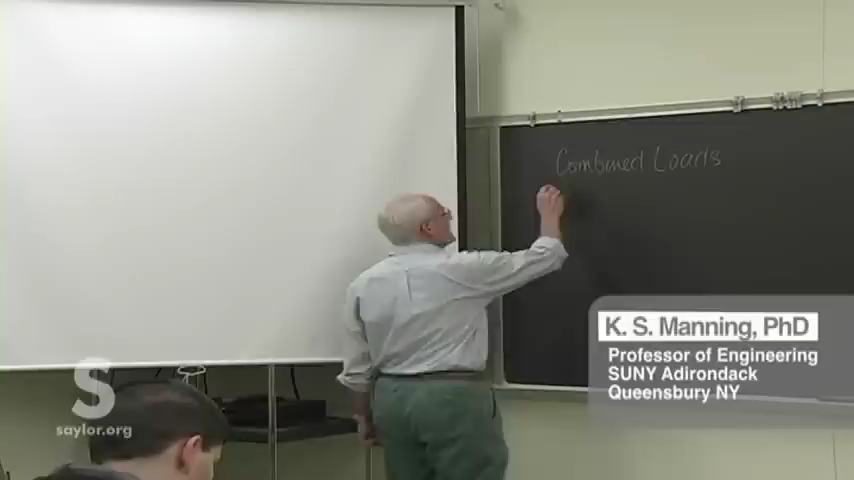 Combined Loads
K. S. Manning, PhD
Professor of Engineering
SUNY Adirondack
Queensbury NY
S
saylor.org